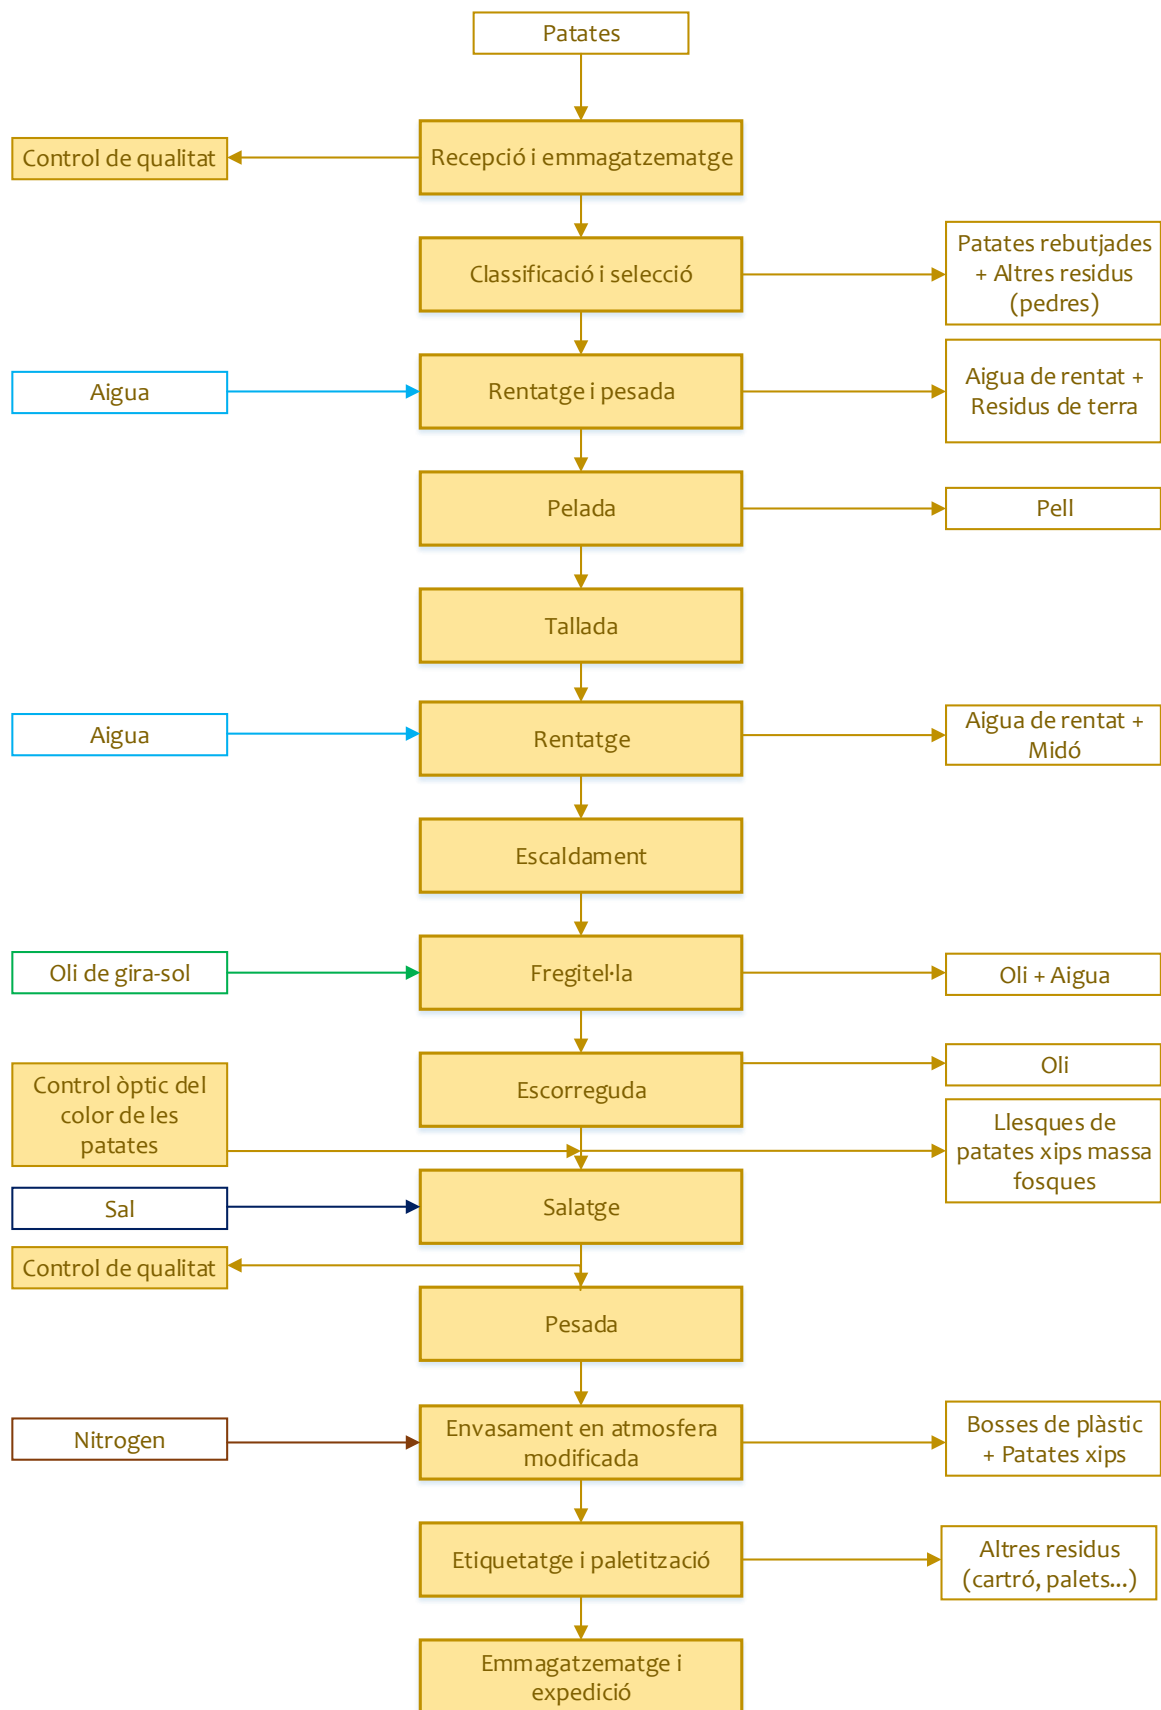 Patates
Control de qualitat
Recepció i emmagatzematge
Classificació i selecció
Patates rebutjades
+ Altres residus
(pedres)
Aigua
Rentatge i pesada
Aigua de rentat +
Residus de terra
Pelada
Pell
Tallada
Aigua
Rentatge
Aigua de rentat +
Midó
Escaldament
Oli de gira-sol
Fregitel·la
Oli + Aigua
Escorreguda
Oli
Control òptic del
color de les
patates
Llesques de
patates xips massa
fosques
Sal
Salatge
Control de qualitat
Pesada
Nitrogen
Envasament en atmosfera
modificada
Bosses de plàstic
+ Patates xips
Etiquetatge i paletització
Altres residus
(cartró, palets...)
Emmagatzematge i
expedició